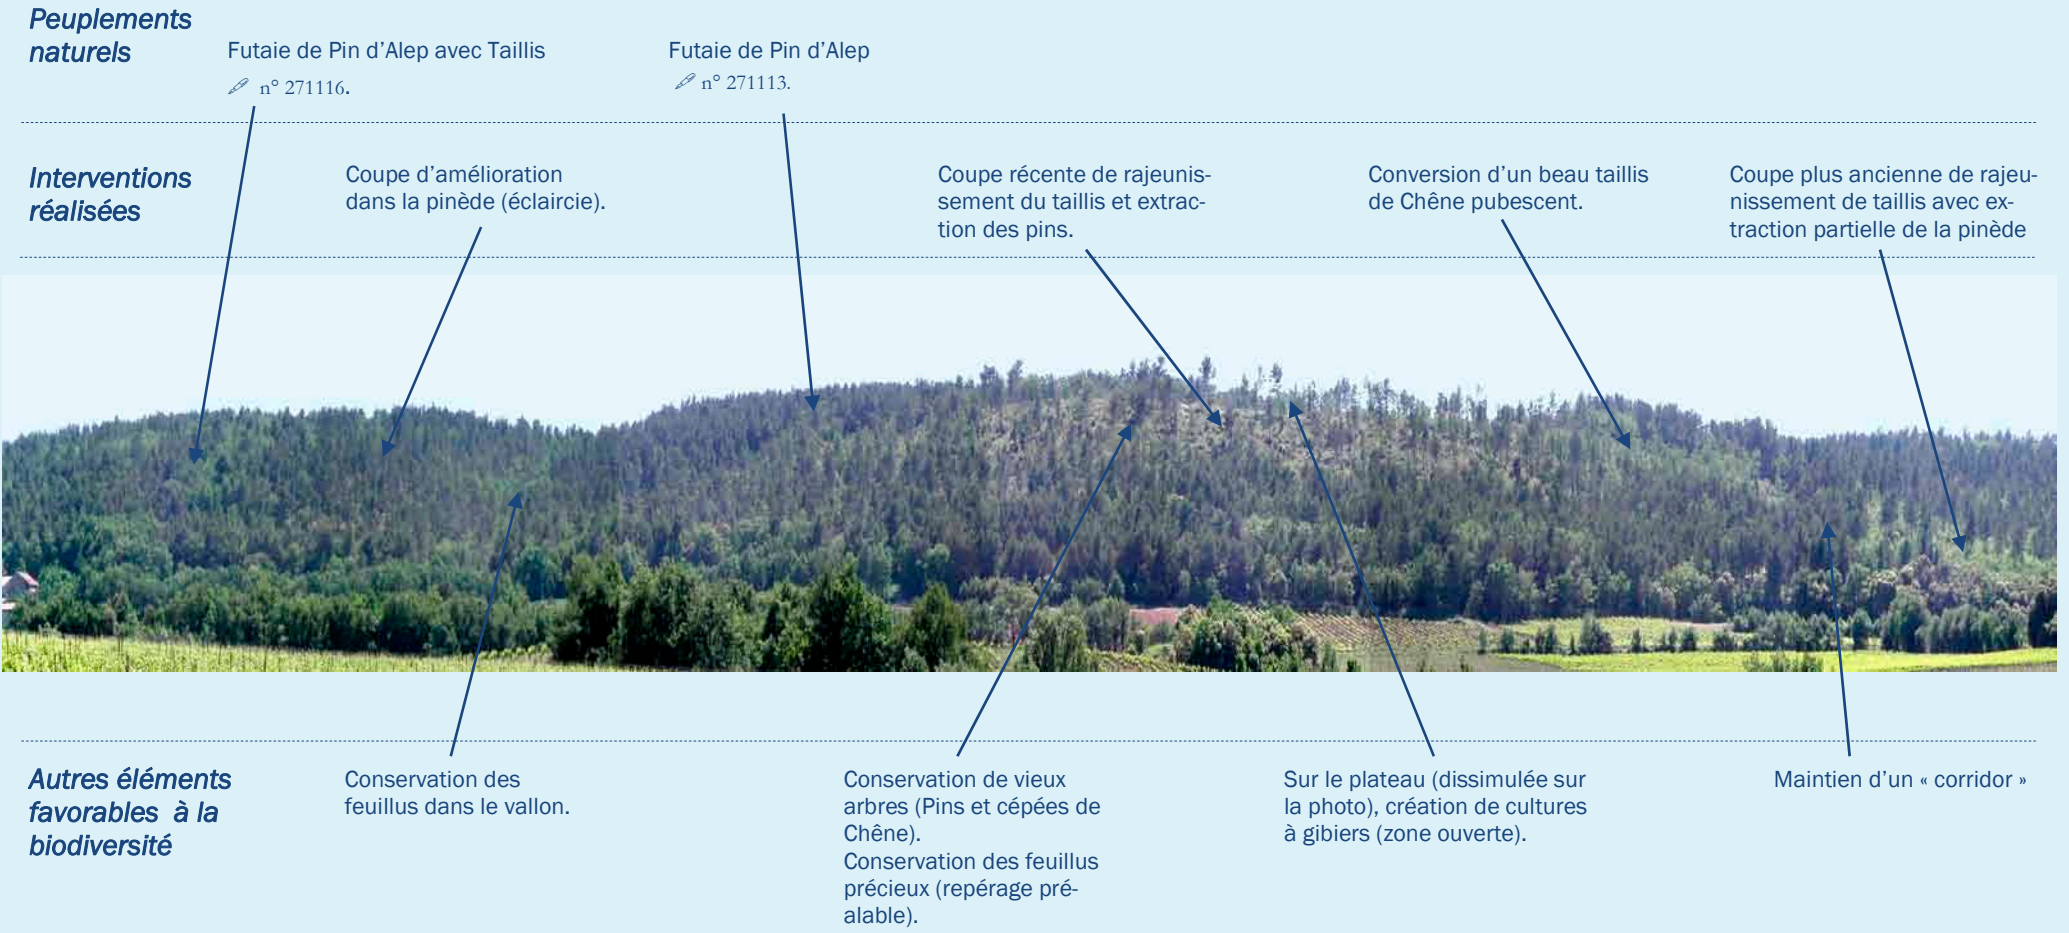 Peuplements
naturels
Futaie de Pin d’Alep avec Taillis
n° 271116.
Futaie de Pin d’Alep
n° 271113.
Interventions
réalisées
Coupe d’amélioration
dans la pinède (éclaircie).
Coupe récente de rajeunis-
sement du taillis et extrac-
tion des pins.
Conversion d’un beau taillis
de Chêne pubescent.
Coupe plus ancienne de rajeu-
nissement de taillis avec ex-
traction partielle de la pinède
Autres éléments
favorables à la
biodiversité
Conservation des
feuillus dans le vallon.
Conservation de vieux
arbres (Pins et cépées de
Chêne).
Conservation des feuillus
précieux (repérage pré-
alable).
Sur le plateau (dissimulée sur
la photo), création de cultures
à gibiers (zone ouverte).
Maintien d’un « corridor »